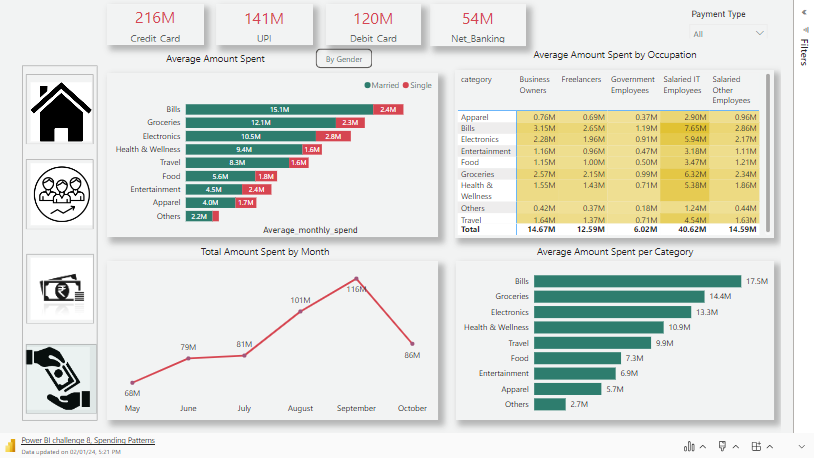 216M
Credit_Card
141M
UPI
120M
Debit Card
54M
Net_Banking
Payment Type
All
Filters
Average Amount Spent
By Gender
Married Single
Bills 15.1M 2.4M
Groceries 12.1M 2.3M
Electronics 10.5M 2.8M
Health & Wellness 9.4M 1.6M
Travel 8.3M 1.6M
Food 5.6M 1.8M
Entertainment 4.5M 2.4M
Apparel 4.0M 1.7M
Others 2.2M
Average_monthly_spend
Average Amount Spent by Occupation
category Business Freelancers Government Salaried IT Salaried
Owners Employees Employees Other
Employees
Apparel 0.76M 0.69M 0.37M 2.90M 0.96M
Bills 3.15M 2.65M 1.19M 7.65M 2.86M
Electronics 2.28M 1.96M 0.91M 5.94M 2.17M
Entertainment 1.16M 0.96M 0.47M 3.18M 1.11M
Food 1.15M 1.00M 0.50M 3.47M 1.21M
Groceries 2.57M 2.15M 0.99M 6.32M 2.34M
Health & 1.55M 1.43M 0.71M 5.38M 1.86M
Wellness
Others 0.42M 0.37M 0.18M 1.24M 0.44M
Travel 1.64M 1.37M 0.71M 4.54M 1.63M
Total 14.67M 12.59M 6.02M 40.62M 14.59M
Total Amount Spent by Month
68M
79M
81M
101M
116M
86M
May June July August September October
Average Amount Spent per Category
Bills 17.5M
Groceries 14.4M
Electronics 13.3M
Health & Wellness 10.9M
Travel 9.9M
Food 7.3M
Entertainment 6.9M
Apparel 5.7M
Others 2.7M
Power BI challenge 8, Spending Patterns
Data updated on 02/01/24, 5:21 PM